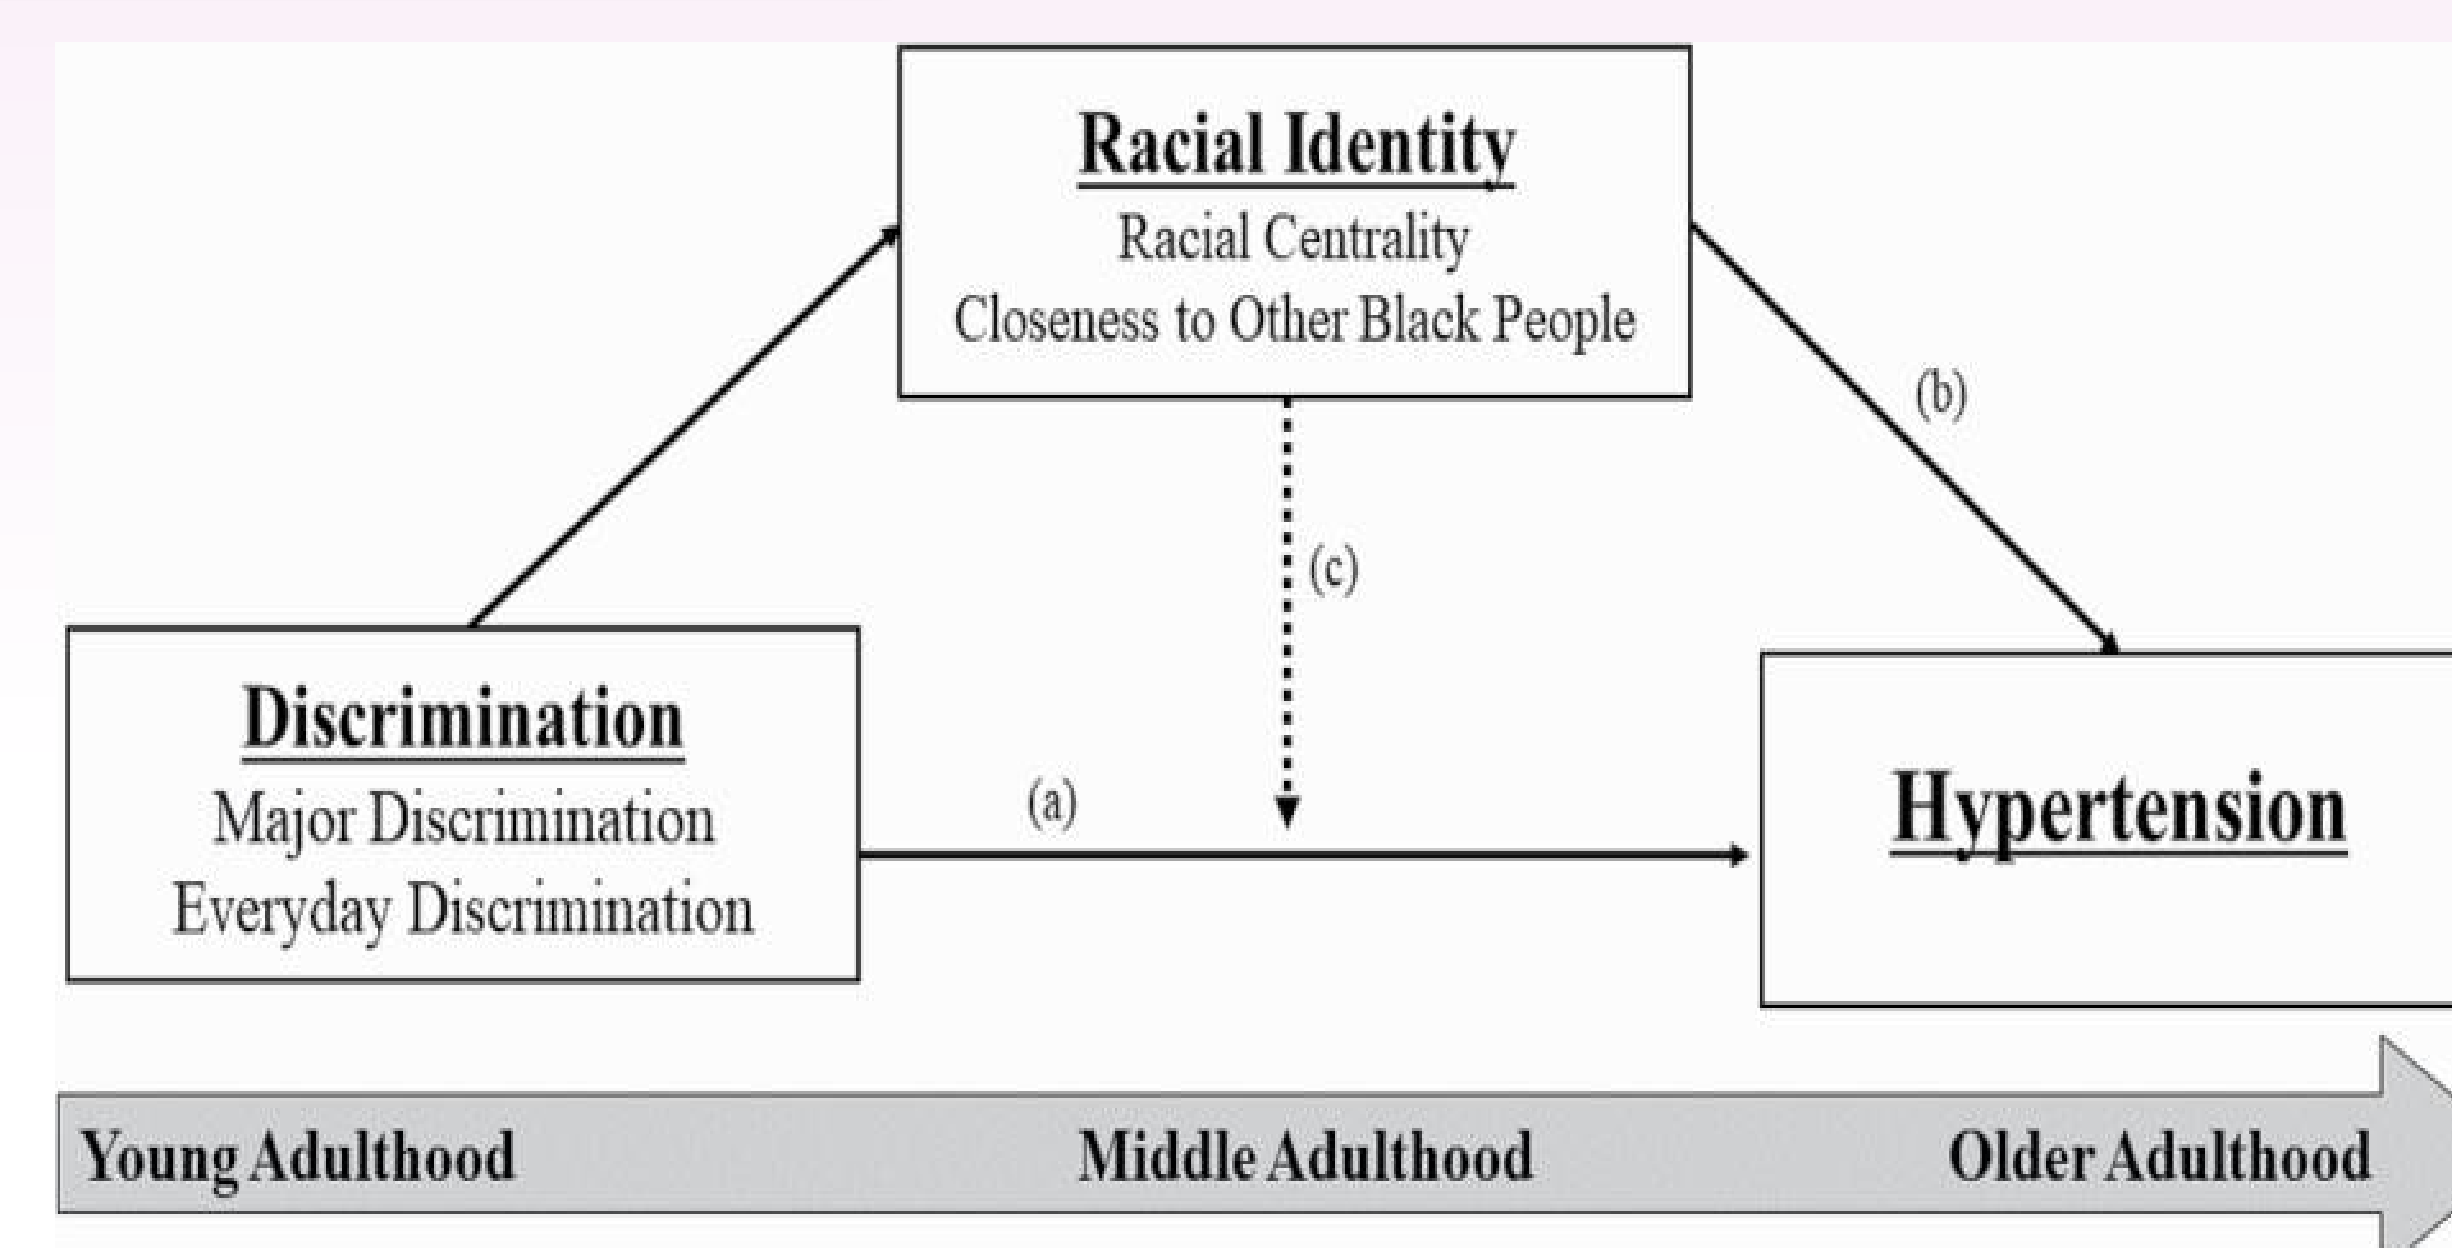 Racial Identity
Racial Centrality
Closeness to Other Black People
(b)
(c)
Discrimination
Major Discrimination
Everyday Discrimination
(a)
Hypertension
Young Adulthood
Middle Adulthood
Older Adulthood